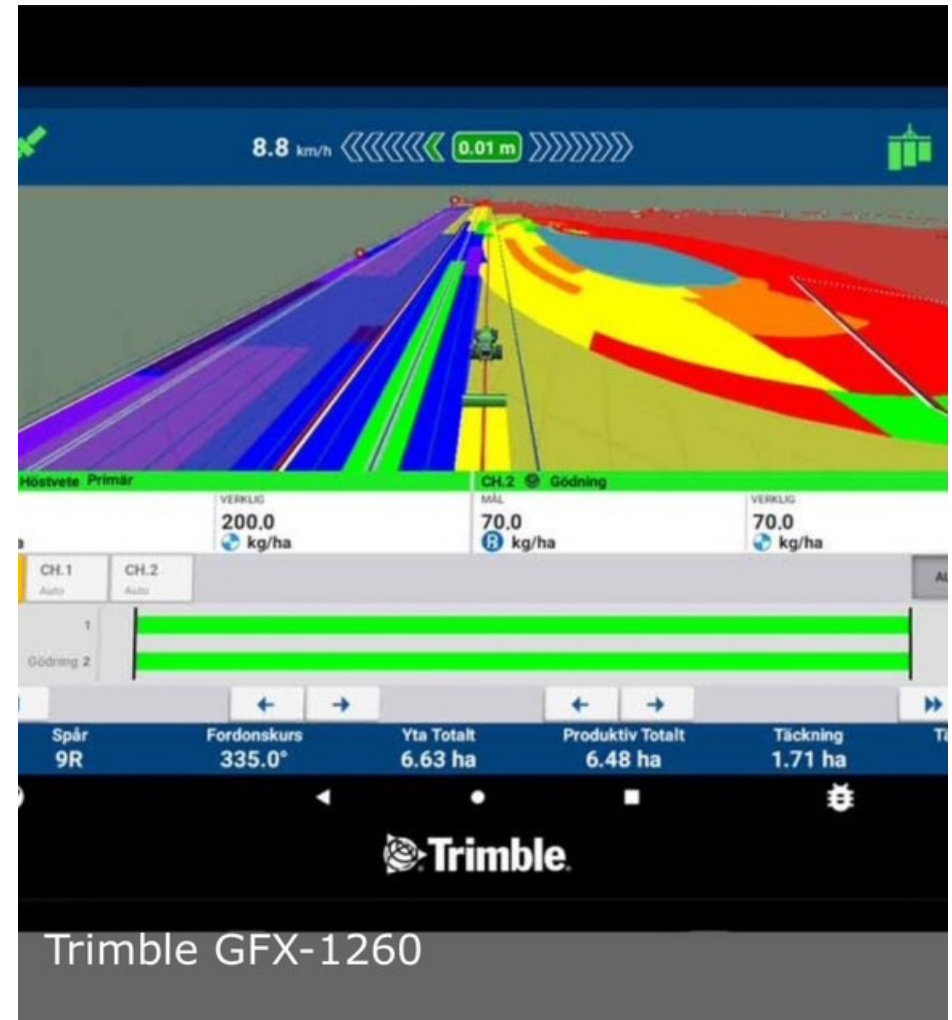 8.8 km/h 0.01 m
Höstvete Primär CH.2 Gödning
VERKLIG MÅL VERKLIG
200.0 70.0 70.0
kg/ha R kg/ha kg/ha
CH.1 CH.2
Auto Auto
1
Gödning 2
Spår Fordonskurs Yta Totalt Produktiv Totalt Täckning
9R 335.0° 6.63 ha 6.48 ha 1.71 ha
Trimble
Trimble GFX-1260